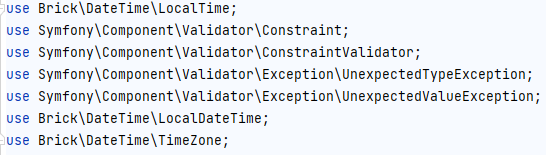 use Brick\DateTime\LocalTime;
use Symfony\Component\Validator\Constraint;
use Symfony\Component\Validator\ConstraintValidator;
use Symfony\Component\Validator\Exception\UnexpectedTypeException;
use Symfony\Component\Validator\Exception\UnexpectedValueException;
use Brick\DateTime\LocalDateTime;
use Brick\DateTime\TimeZone;